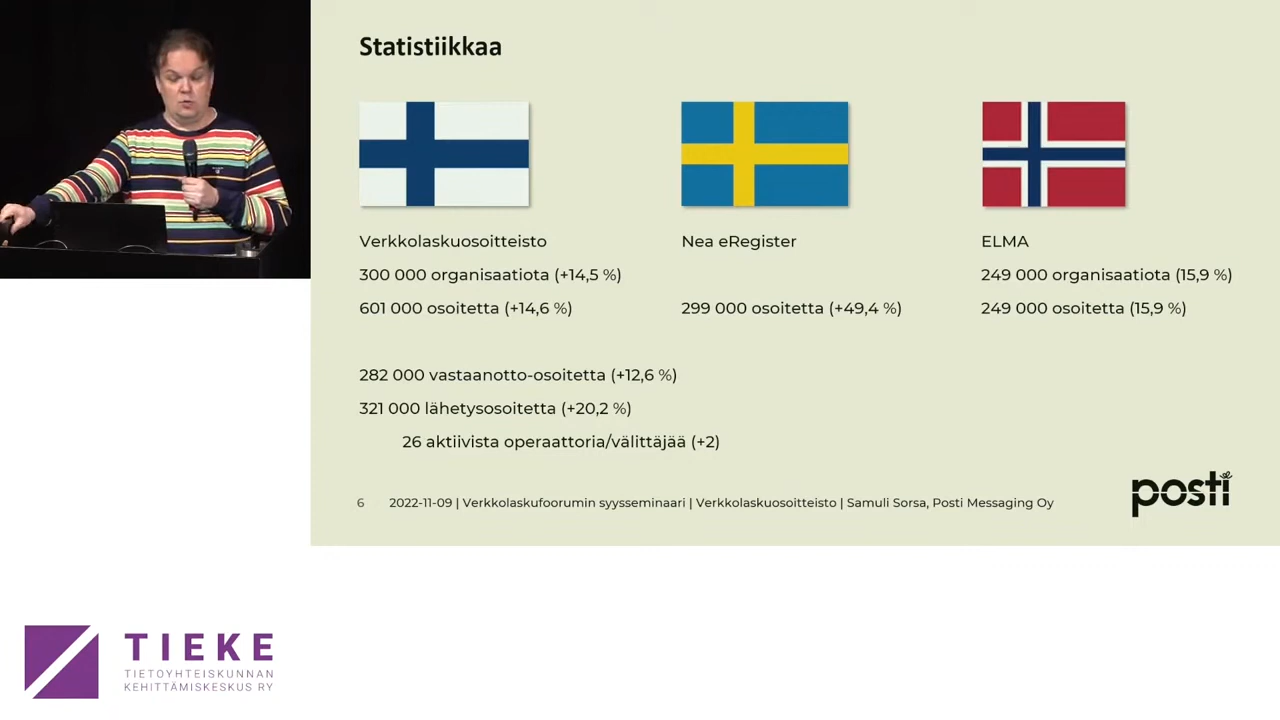 Statistiikkaa
Verkkolaskuosoitteisto
300 000 organisaatiota (+14,5 %)
601 000 osoitetta (+14,6 %)
282 000 vastaanotto-osoitetta (+12,6 %)
321 000 lähetysosoitetta (+20,2 %)
26 aktiivista operaattoria/välittäjää (+2)
Nea eRegister
299 000 osoitetta (+49,4 %)
ELMA
249 000 organisaatiota (15,9 %)
249 000 osoitetta (15,9 %)
6 2022-11-09 | Verkkolaskufoorumin syysseminaari | Verkkolaskuosoitteisto | Samuli Sorsa, Posti Messaging Oy
posti
TIEKE
TIETOYHTEISKUNNAN
KEHITTÄMISKESKUS RY